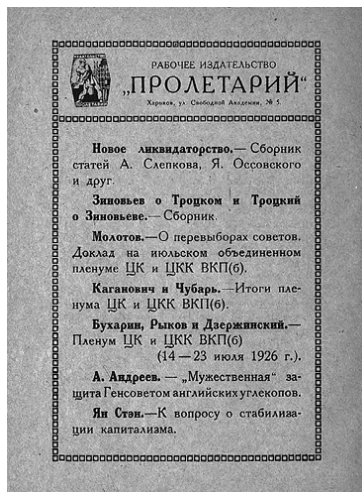 РАБОЧЕЕ ИЗДАТЕЛЬСТВО
„ПРОЛЕТАРИЙ“
Харьков, ул. Свободной Академии, № 5.
Новое ликвидаторство.— Сборник
статей А. Слепкова, Я. Оссовского
и друг.
Зиновьев о Троцком и Троцкий
о Зиновьеве.— Сборник.
Молотов.—О перевыборах советов.
Доклад на июльском объединенном
пленуме ЦК и ЦКК ВКП(б).
Каганович и Чубарь.—Итоги пле-
нума ЦК и ЦКК ВКП(б).
Бухарин, Рыков и Дзержинский.—
Пленум ЦК и ЦКК ВКП(б)
(14—23 июля 1926 г.).
А. Андреев. — „Мужественная“ за-
щита Генсоветом английских углекопов.
Ян Стэн.—К вопросу о стабилиза-
ции капитализма.